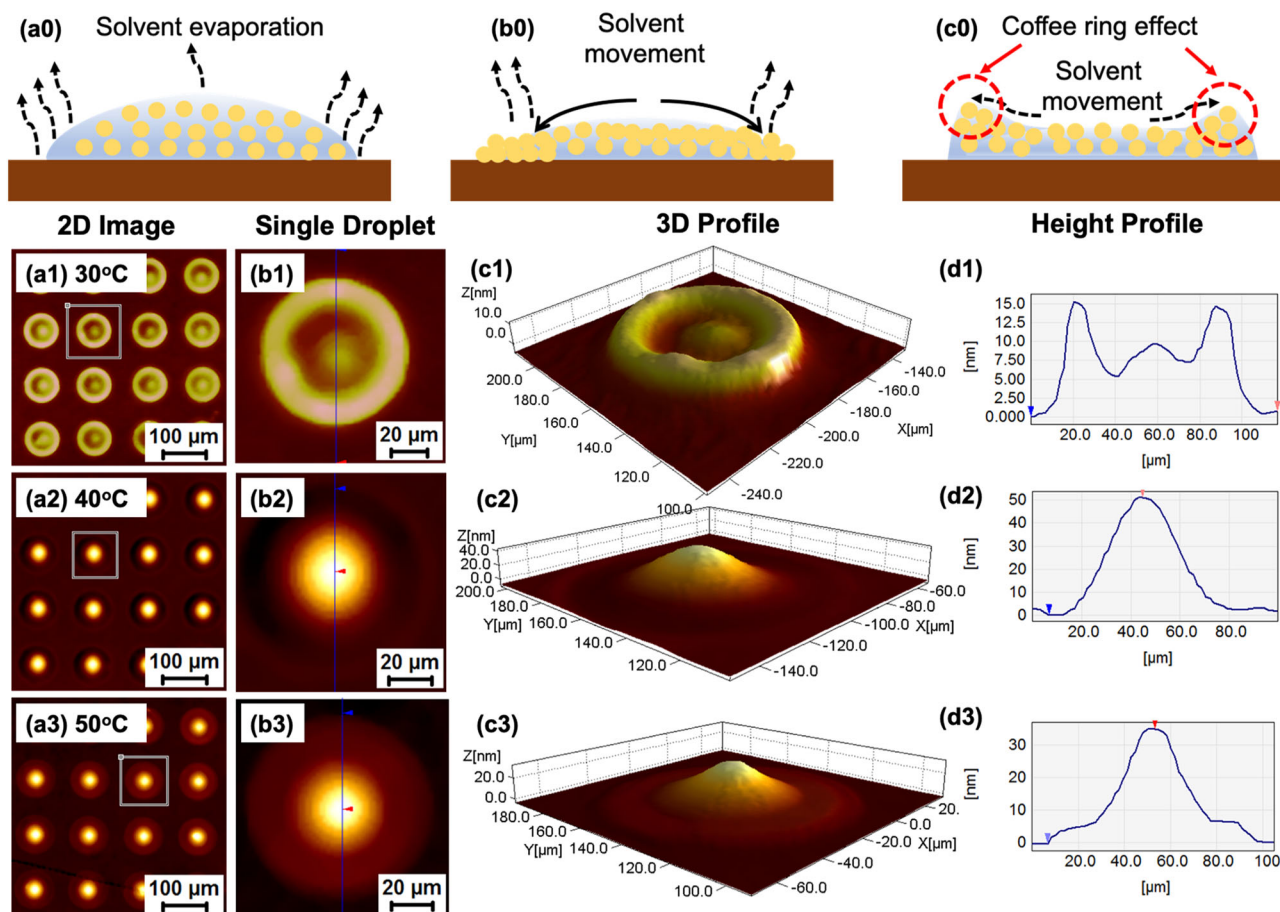 (a0)
Solvent evaporation
(b0)
Solvent
movement
(c0)
Coffee ring effect
Solvent
movement
2D Image
Single Droplet
3D Profile
Height Profile
(a1) 30°C
100 µm
(b1)
20 µm
(c1)
Z[nm]
10.0
0.0
200.0
180.0
Y[µm]
160.0
140.0
120.0
100.0
-140.0
-160.0
-180.0
X[µm]
-200.0
-220.0
-240.0
(d1)
[nm]
15.0
12.5
10.0
7.50
5.00
2.50
0.000
20.0 40.0 60.0 80.0 100
[µm]
(a2) 40°C
100 µm
(b2)
20 µm
(c2)
Z[nm]
40.0
20.0
0.0
200.0
180.0
Y[µm]
160.0
140.0
120.0
-60.0
-80.0
X[µm]
-100.0
-120.0
-140.0
(d2)
[nm]
50
40
30
20
10
0
20.0 40.0 60.0 80.0
[µm]
(a3) 50°C
100 µm
(b3)
20 µm
(c3)
Z[nm]
20.0
0.0
180.0
160.0
Y[µm]
140.0
120.0
100.0
20.
0.0
X[µm]
-20.0
-40.0
-60.0
(d3)
[nm]
30
20
10
0
20.0 40.0 60.0 80.0 100
[µm]